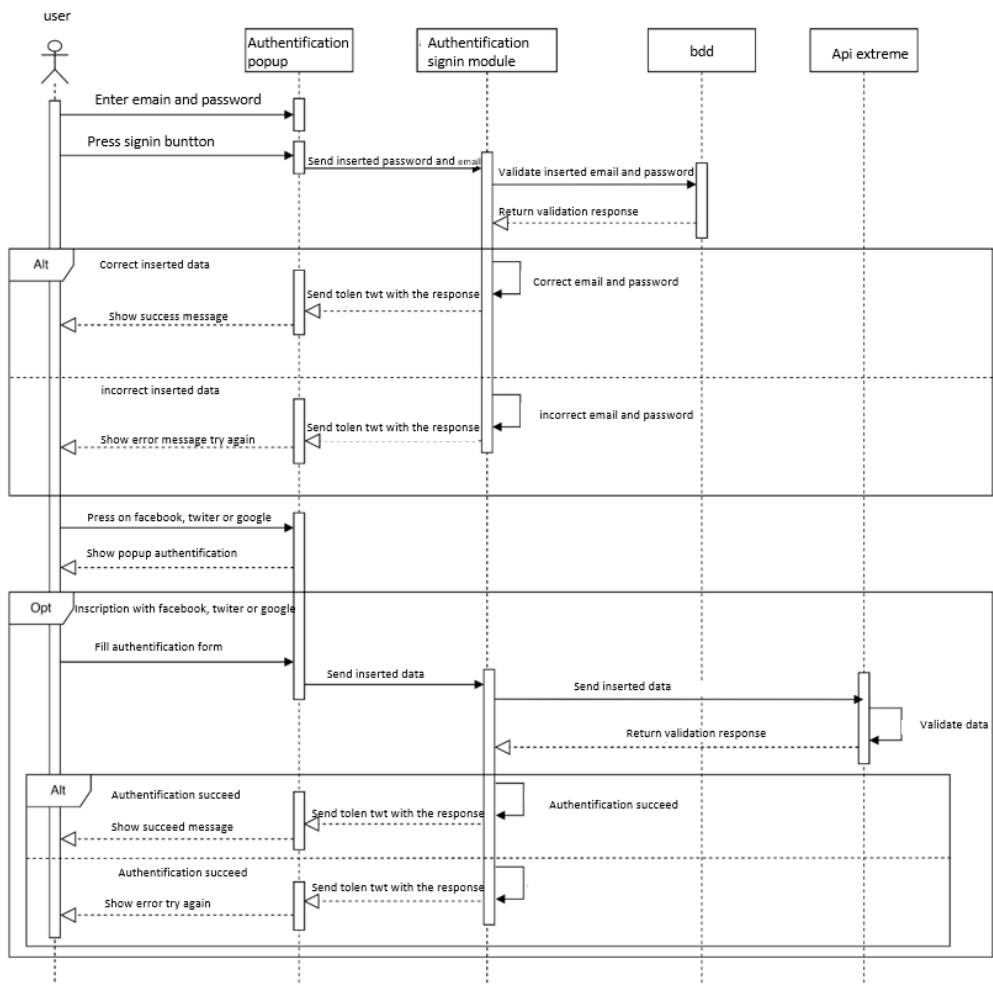 user
Authentification
popup
Authentification
signin module
bdd
Api extreme
Enter emain and password
Press signin buntton
Send inserted password and email
Validate inserted email and password
Return validation response
Alt
Correct inserted data
Correct email and password
Send tolen twt with the response
Show success message
incorrect inserted data
incorrect email and password
Send tolen twt with the response
Show error message try again
Press on facebook, twiter or google
Show popup authentification
Opt
Inscription with facebook, twiter or google
Fill authentification form
Send inserted data
Send inserted data
Validate data
Return validation response
Alt
Authentification succeed
Authentification succeed
Send tolen twt with the response
Show succeed message
Authentification succeed
Send tolen twt with the response
Show error try again